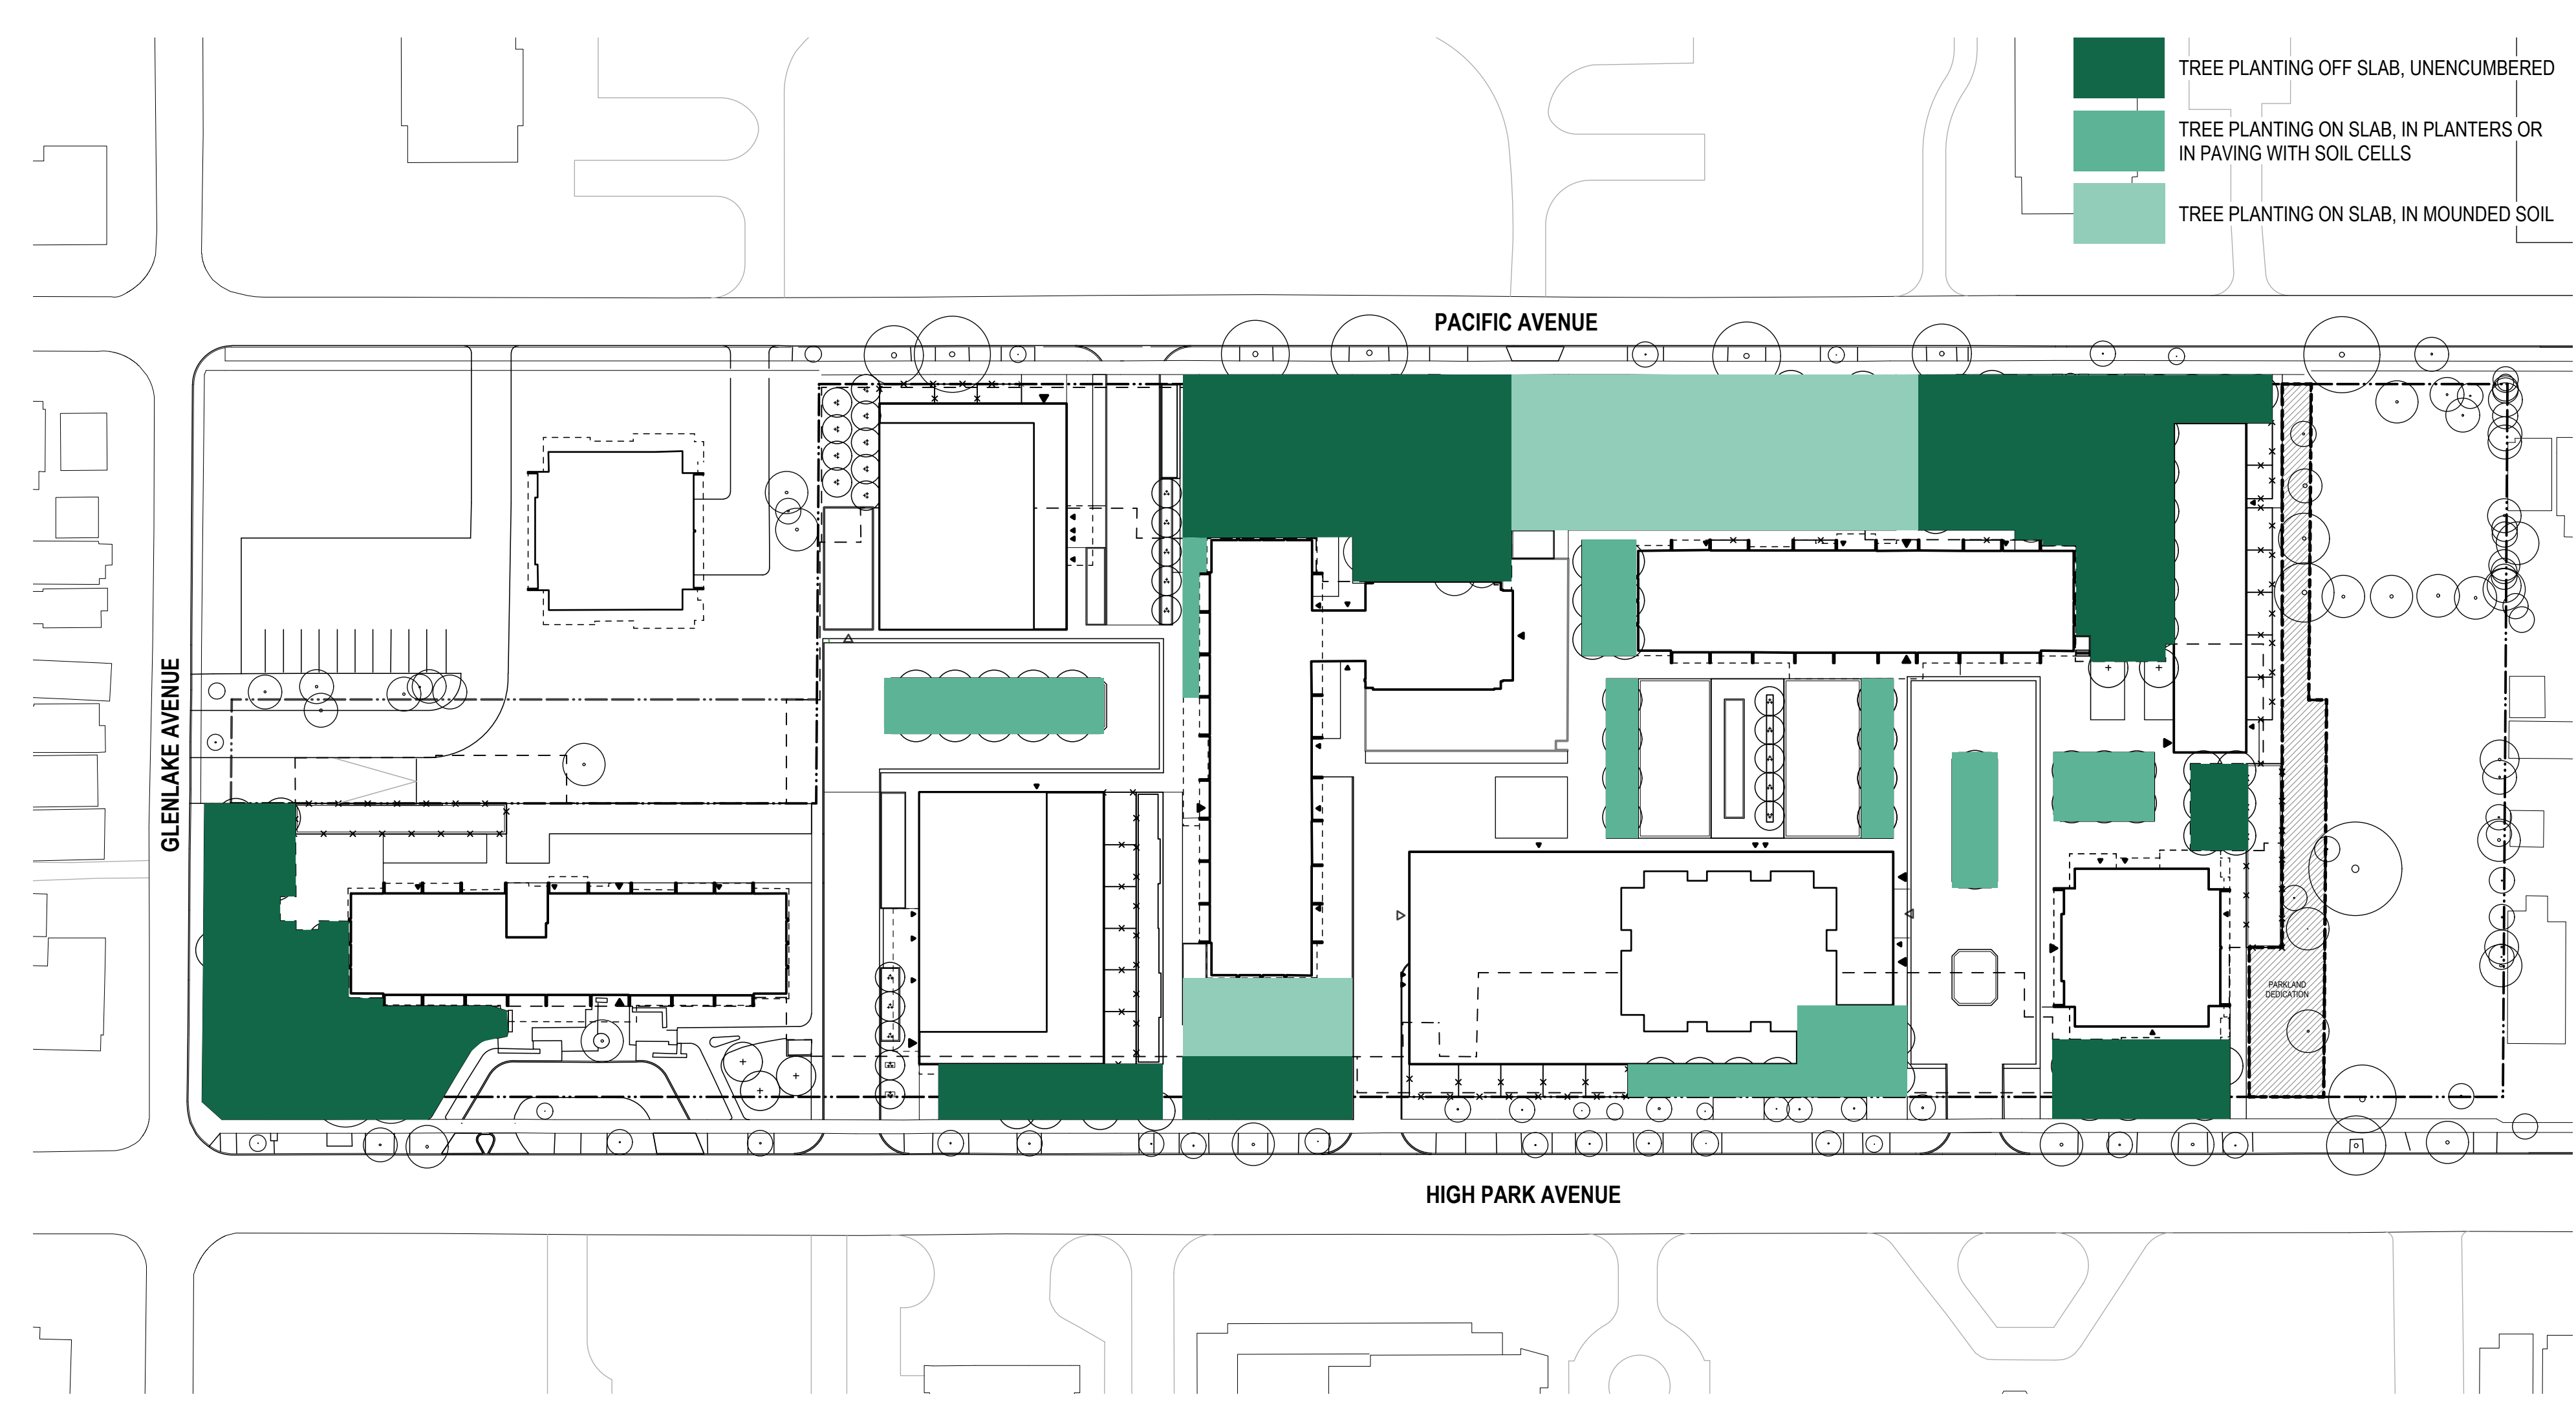 TREE PLANTING OFF SLAB, UNENCUMBERED
TREE PLANTING ON SLAB, IN PLANTERS OR
IN PAVING WITH SOIL CELLS
TREE PLANTING ON SLAB, IN MOUNDED SOIL
PACIFIC AVENUE
GLENLAKE AVENUE
PARKLAND
DEDICATION
HIGH PARK AVENUE